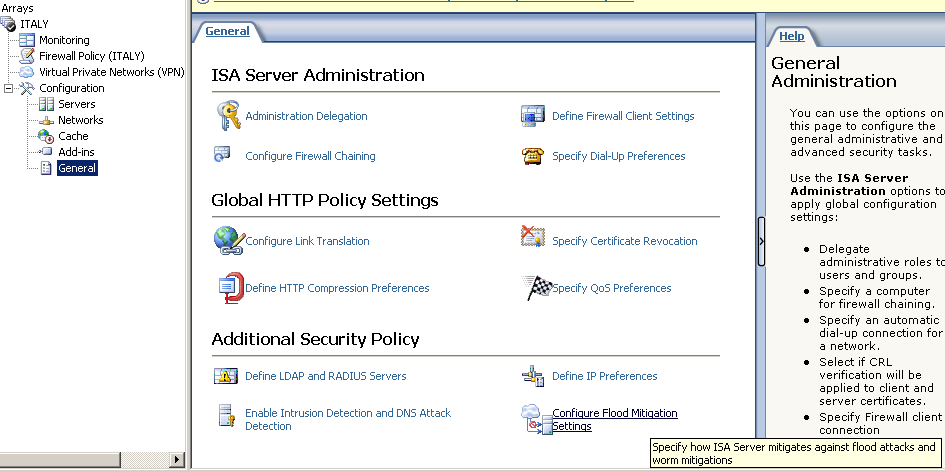 Arrays
ITALY
Monitoring
Firewall Policy (ITALY)
Virtual Private Networks (VPN)
Configuration
Servers
Networks
Cache
Add-ins
General
General
ISA Server Administration
Administration Delegation
Define Firewall Client Settings
Configure Firewall Chaining
Specify Dial-Up Preferences
Global HTTP Policy Settings
Configure Link Translation
Specify Certificate Revocation
Define HTTP Compression Preferences
Specify QoS Preferences
Additional Security Policy
Define LDAP and RADIUS Servers
Define IP Preferences
Enable Intrusion Detection and DNS Attack
Detection
Configure Flood Mitigation
Settings
Specify how ISA Server mitigates against flood attacks and
worm mitigations
Help
General
Administration
You can use the options on
this page to configure the
general administrative and
advanced security tasks.
Use the ISA Server
Administration options to
apply global configuration
settings:
• Delegate
administrative roles to
users and groups.
• Specify a computer
for firewall chaining.
• Specify an automatic
dial-up connection for
a network.
• Select if CRL
verification will be
applied to client and
server certificates.
• Specify Firewall client
connection